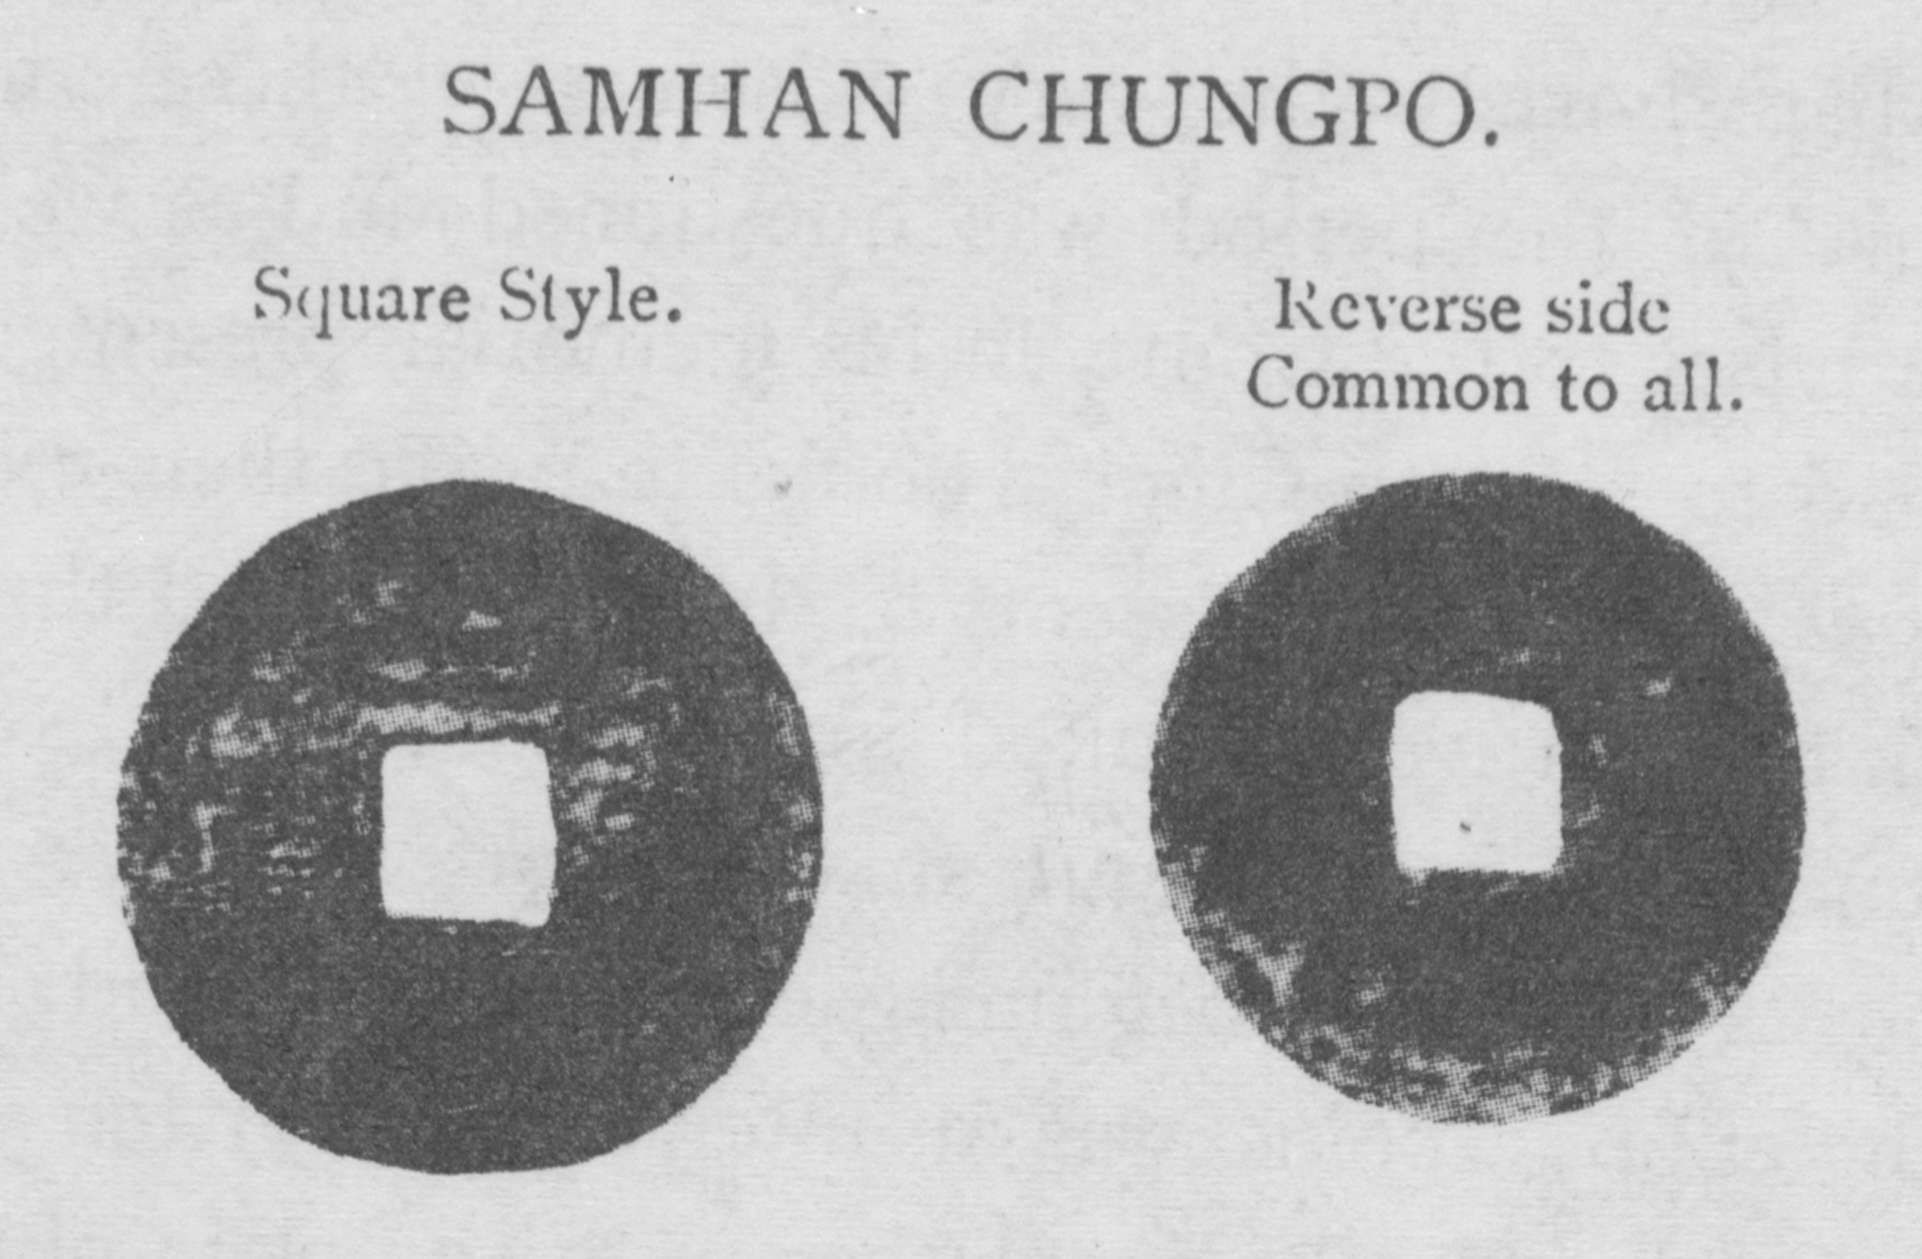 SAMHAN CHUNGPO.
Square Style.
Reverse side
Common to all.